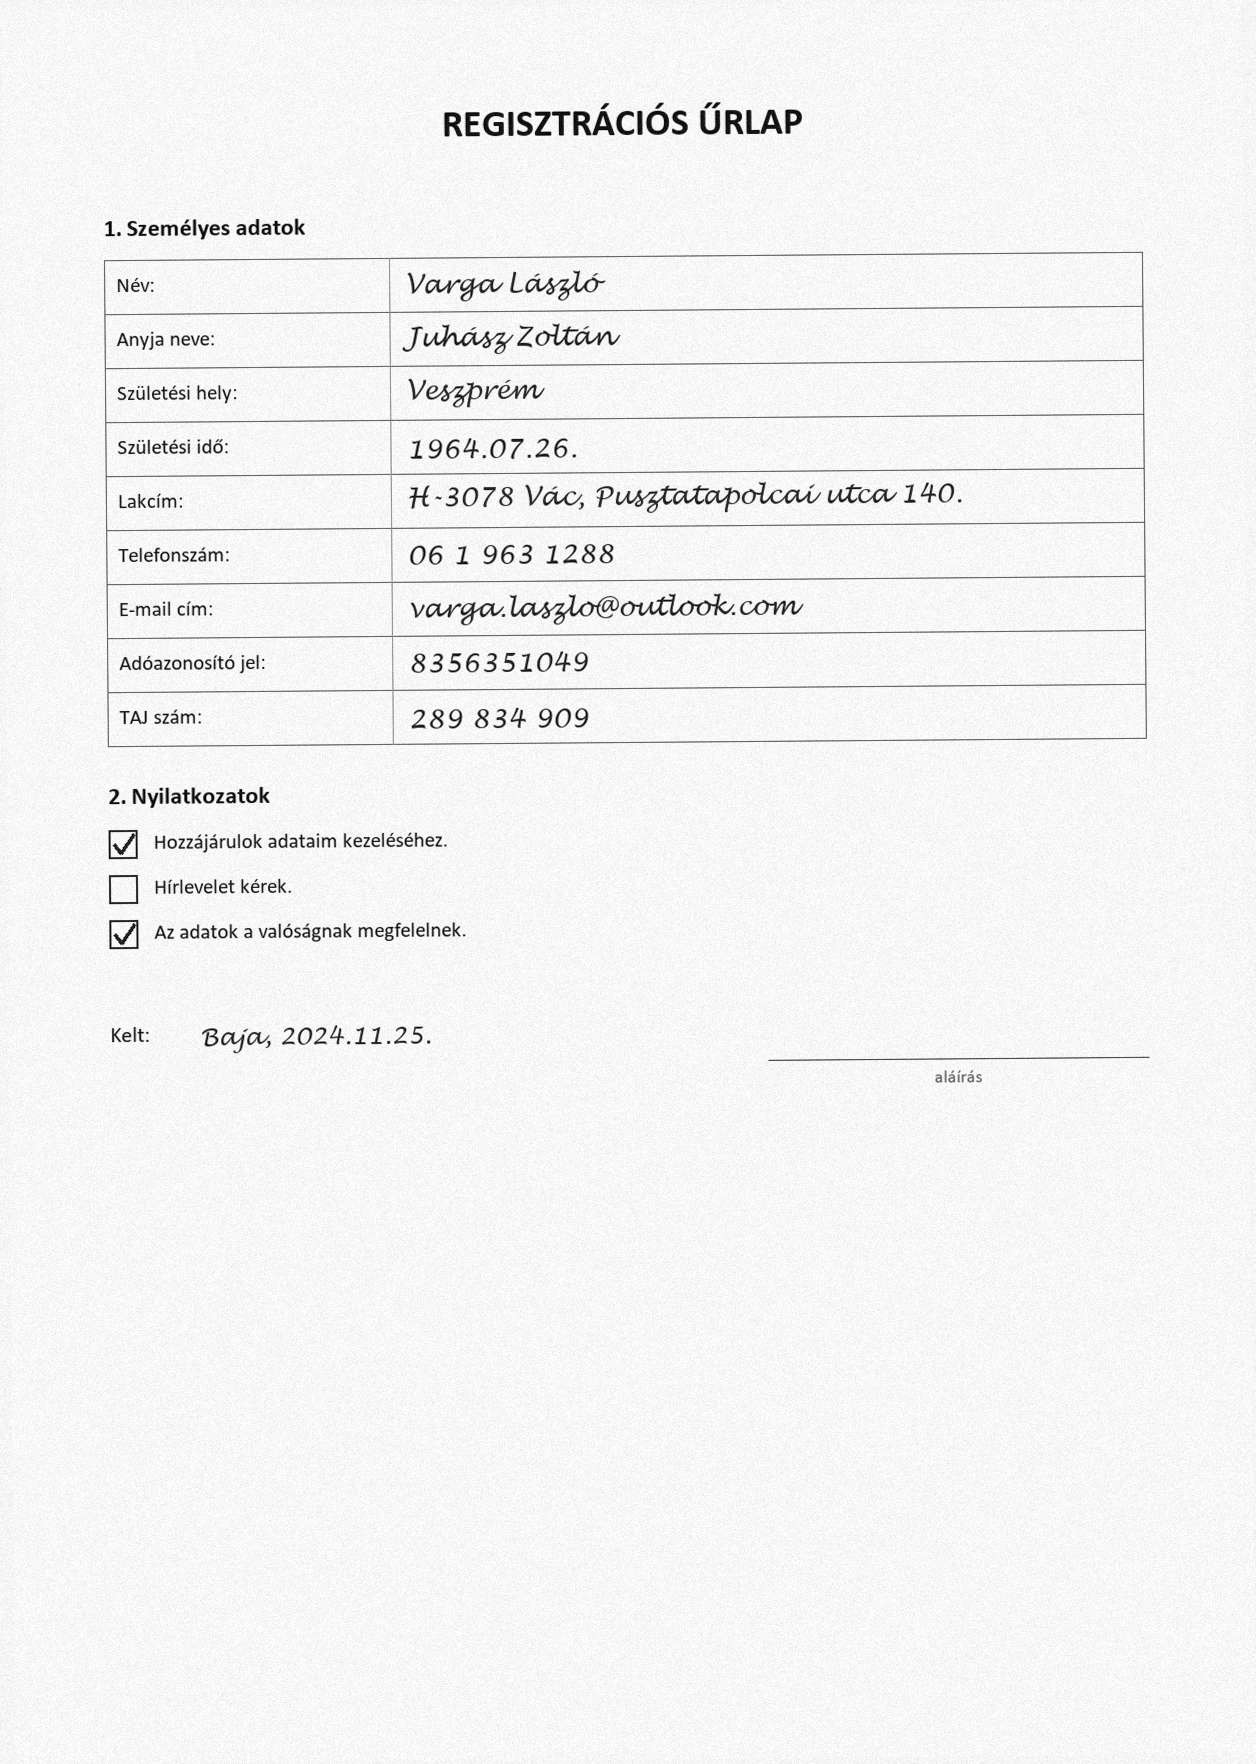 REGISZTRÁCIÓS ŰRLAP
1. Személyes adatok
Név: Varga László
Anyja neve: Juhász Zoltán
Születési hely: Veszprém
Születési idő: 1964.07.26.
Lakcím: H-3078 Vác, Pusztatapolcai utca 140.
Telefonszám: 06 1 963 1288
E-mail cím: varga.laszlo@outlook.com
Adóazonosító jel: 8356351049
TAJ szám: 289 834 909
2. Nyilatkozatok
Hozzájárulok adataim kezeléséhez.
Hírlevelet kérek.
Az adatok a valóságnak megfelelnek.
Kelt: Baja, 2024.11.25.
aláírás